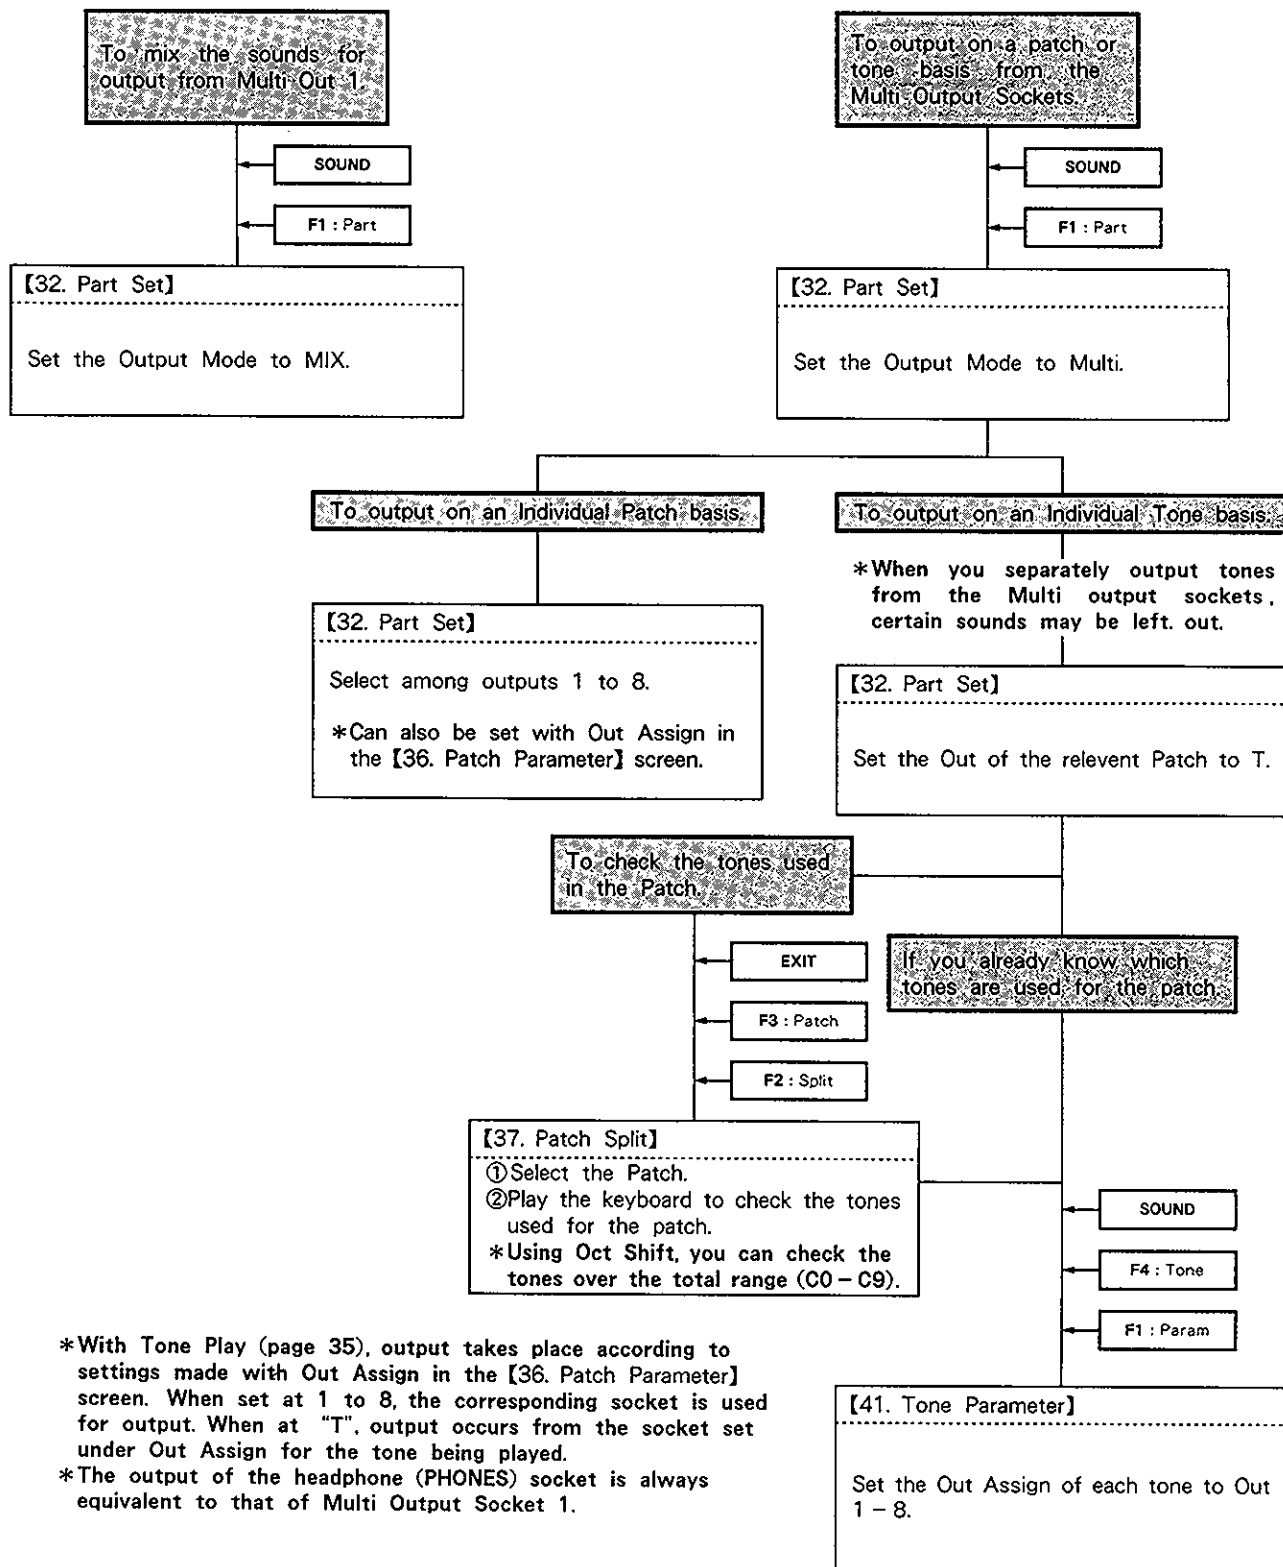 To mix the sounds for
output from Multi Out 1.
SOUND
F1 : Part
【32. Part Set】
Set the Output Mode to MIX.
To output on a patch or
tone basis from the
Multi Output Sockets.
SOUND
F1 : Part
【32. Part Set】
Set the Output Mode to Multi.
To output on an Individual Patch basis.
【32. Part Set】
Select among outputs 1 to 8.
*Can also be set with Out Assign in
the【36. Patch Parameter】screen.
To output on an Individual Tone basis.
*When you separately output tones
from the Multi output sockets,
certain sounds may be left. out.
【32. Part Set】
Set the Out of the relevent Patch to T.
To check the tones used
in the Patch.
EXIT
F3 : Patch
F2 : Split
【37. Patch Split】
①Select the Patch.
②Play the keyboard to check the tones
used for the patch.
*Using Oct Shift, you can check the
tones over the total range (C0 – C9).
If you already know which
tones are used for the patch.
SOUND
F4 : Tone
F1 : Param
【41. Tone Parameter】
Set the Out Assign of each tone to Out
1 – 8.
*With Tone Play (page 35), output takes place according to
settings made with Out Assign in the【36. Patch Parameter】
screen. When set at 1 to 8, the corresponding socket is used
for output. When at "T", output occurs from the socket set
under Out Assign for the tone being played.
*The output of the headphone (PHONES) socket is always
equivalent to that of Multi Output Socket 1.